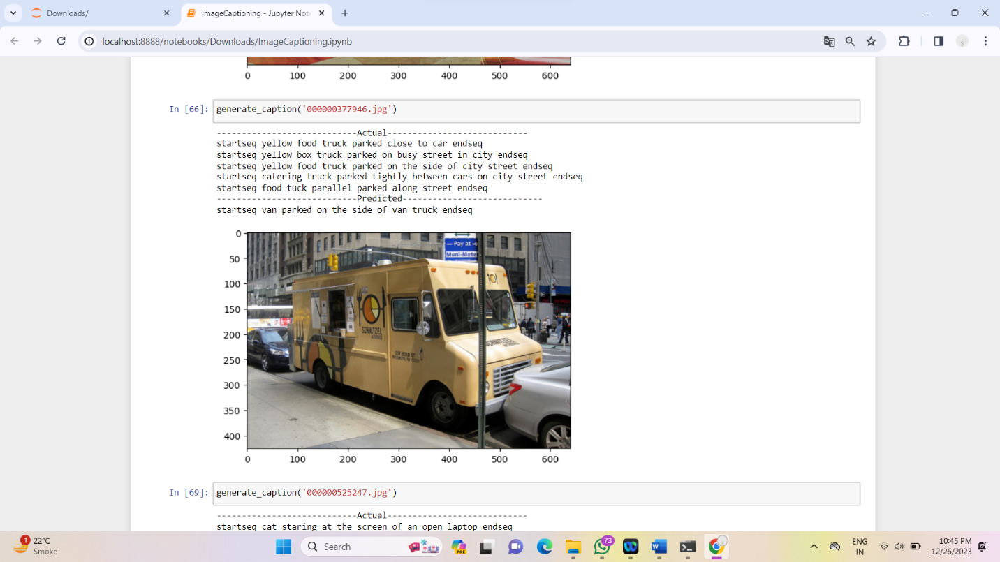 Downloads/
ImageCaptioning - Jupyter Not
localhost:8888/notebooks/Downloads/ImageCaptioning.ipynb
0 100 200 300 400 500 600
In [66]: generate_caption('000000377946.jpg')
----------------------------Actual----------------------------
startseq yellow food truck parked close to car endseq
startseq yellow box truck parked on busy street in city endseq
startseq yellow food truck parked on the side of city street endseq
startseq catering truck parked tightly between cars on city street endseq
startseq food tuck parallel parked along street endseq
----------------------------Predicted----------------------------
startseq van parked on the side of van truck endseq
0
50
100
150
200
250
300
350
400
Pay at
Muni-Meter
SCHNITZEL
307 BOND ST
SCHNITZEL
0 100 200 300 400 500 600
In [69]: generate_caption('000000525247.jpg')
----------------------------Actual----------------------------
startseq cat staring at the screen of an open laptop endseq
1
22°C
Smoke
Search
PRE
73
ENG
IN
10:45 PM
12/26/2023